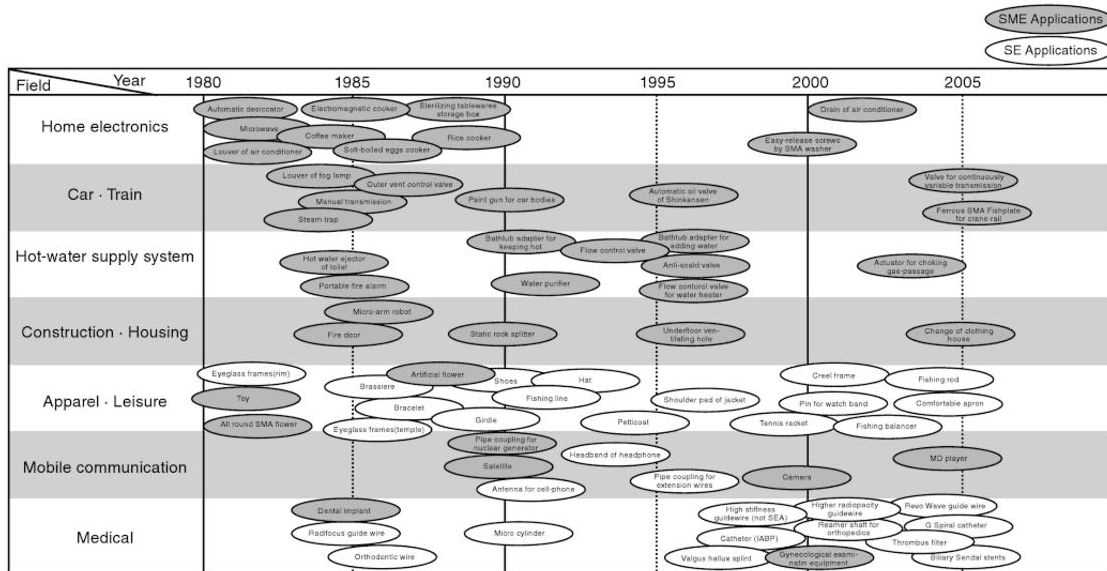 SME Applications
SE Applications
Field
Year
1980
1985
1990
1995
2000
2005
Home electronics
Automatic desiccator
Electromagnetic cooker
Sterilizing tablewares
storage box
Drain of air conditioner
Microwave
Coffee maker
Rice cooker
Easy-release screws
by SMA washer
Louver of air conditioner
Soft-boiled eggs cooker
Car · Train
Louver of fog lamp
Outer vent control valve
Manual transmission
Steam trap
Paint gun for car bodies
Automatic oil valve
of Shinkansen
Valve for continuously
variable transmission
Ferrous SMA Fishplate
for crane rail
Hot-water supply system
Bathtub adapter for
keeping hot
Flow control valve
Bathtub adapter for
adding water
Hot water ejector
of toilet
Anti-scald valve
Actuator for choking
gas-passage
Portable fire alarm
Water purifier
Flow contorol valve
for water heater
Construction · Housing
Micro-arm robot
Fire door
Static rock splitter
Underfloor ven-
tilating hole
Change of clothing
house
Apparel · Leisure
Eyeglass frames(rim)
Brassiere
Artificial flower
Shoes
Hat
Creel frame
Fishing rod
Toy
Bracelet
Fishing line
Shoulder psd of jacket
Pin for watch band
Comfortable apron
All round SMA flower
Eyeglass frames(temple)
Girdle
Petticoat
Tennis racket
Fishing balancer
Mobile communication
Pipe coupling for
nuclear generator
Satellife
Headband of headphone
Antenna for cell-phone
Pipe coupling for
extension wires
Camera
MD player
Medical
Dental implant
Radifocus guide wire
Orthodontic wire
Micro cylinder
High stiffness
guidewire (not SEA)
Higher radiopacity
guidewire
Revo Wave guide wire
Catheter (IABP)
Reamer shaft for
orthopedics
G Spiral catheter
Thrombus filter
Valgus hallux splint
Gynecological exami-
natin equipment
Biliary Sendai stents